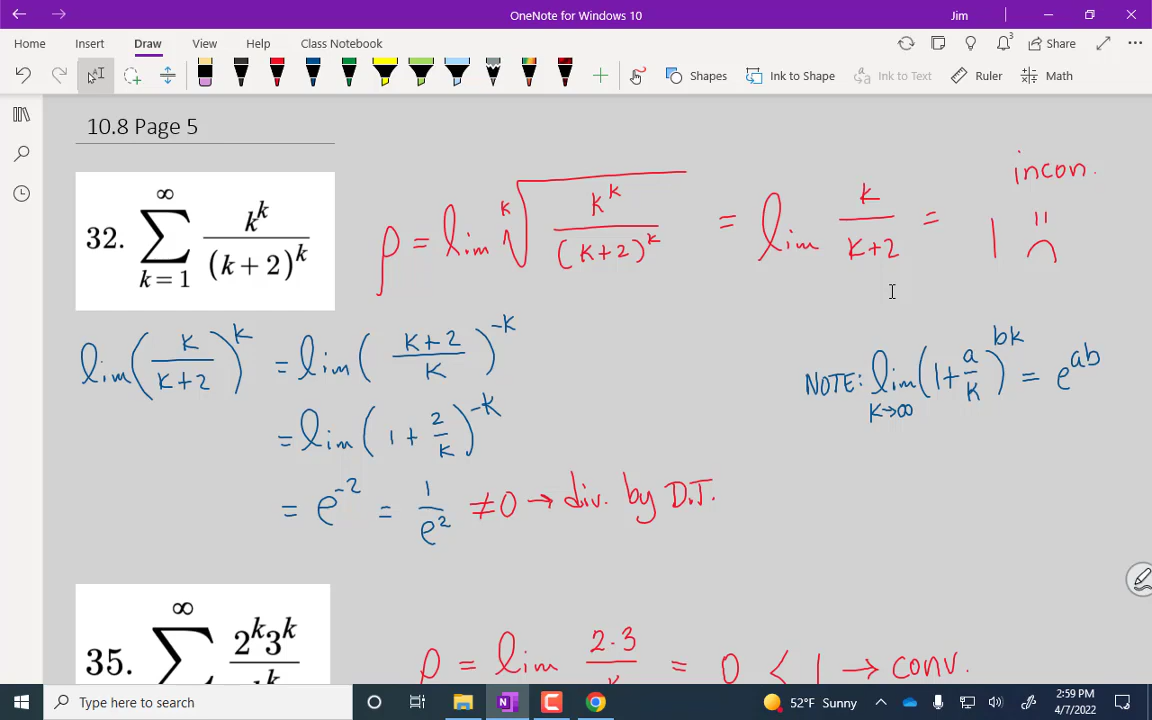 OneNote for Windows 10
Jim
Home Insert Draw View Help Class Notebook
Share
Shapes Ink to Shape Ink to Text Ruler Math
10.8 Page 5
32. ∞ ∑ k = 1 k^k / (k + 2)^k
ρ = lim ᵏ√( k^k / (k+2)^k ) = lim k / k+2 = 1
incon.
lim ( k / k+2 )^k = lim ( k+2 / k )^-k
= lim ( 1 + 2/k )^-k
= e^-2 = 1/e^2 ≠ 0 → div. by D.T.
NOTE: lim k→∞ (1 + a/k)^bk = e^ab
35. ∞ ∑ 2^k 3^k / k^k
ρ = lim 2·3 / k = 0 < 1 → conv.
Type here to search
52°F Sunny
2:59 PM
4/7/2022